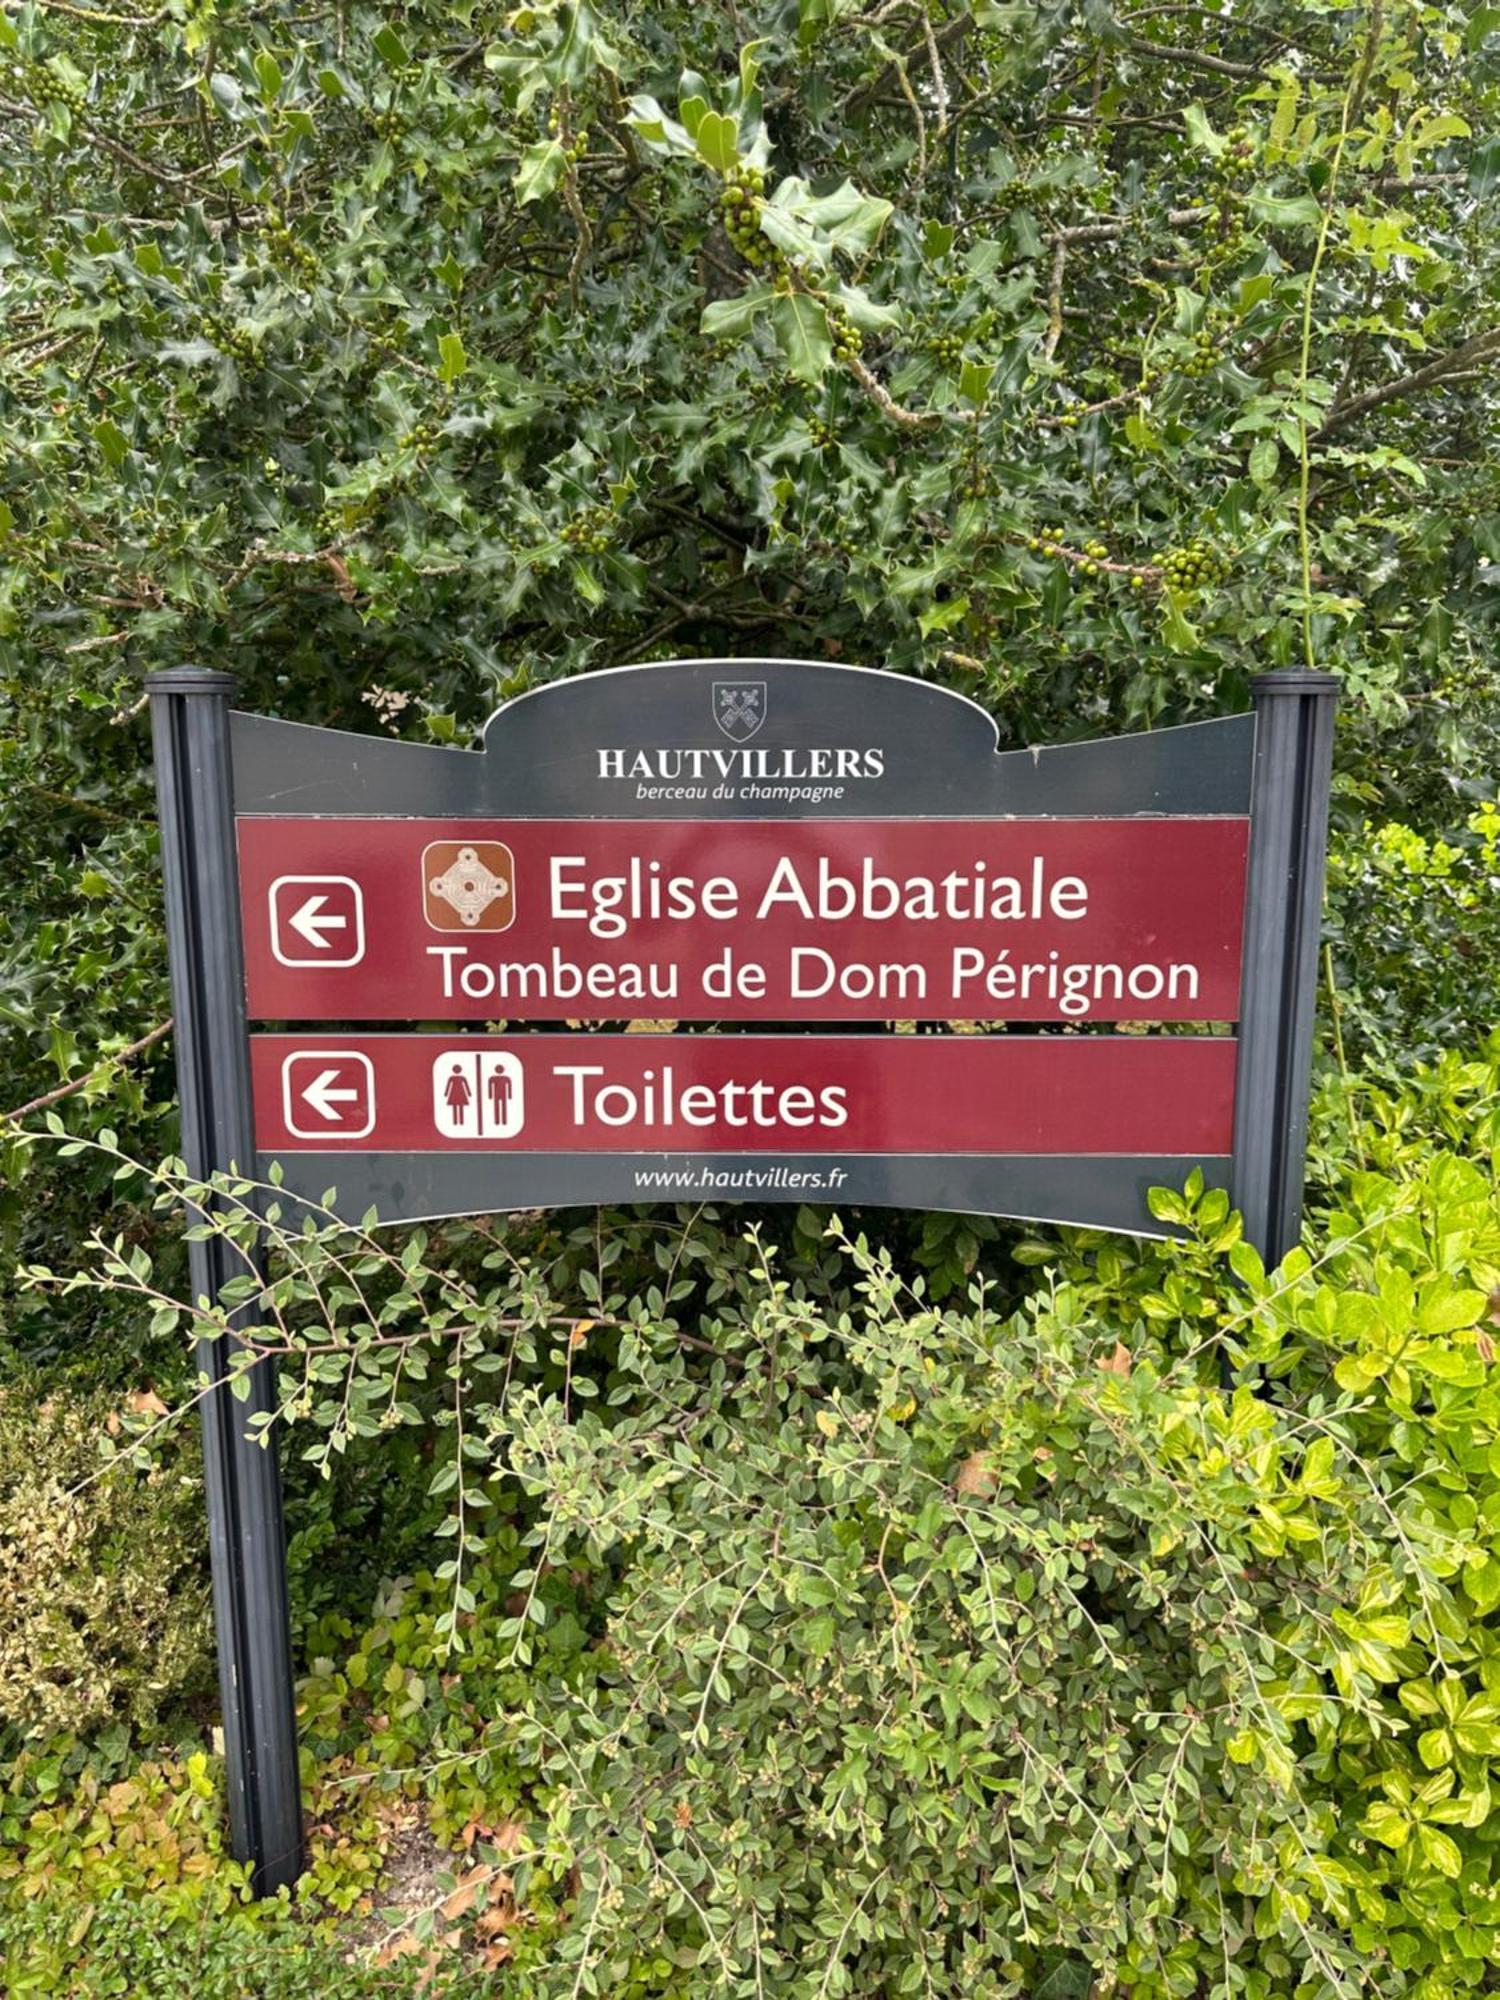 HAUTVILLERS
berceau du champagne
Eglise Abbatiale
Tombeau de Dom Pérignon
Toilettes
www.hautvillers.fr